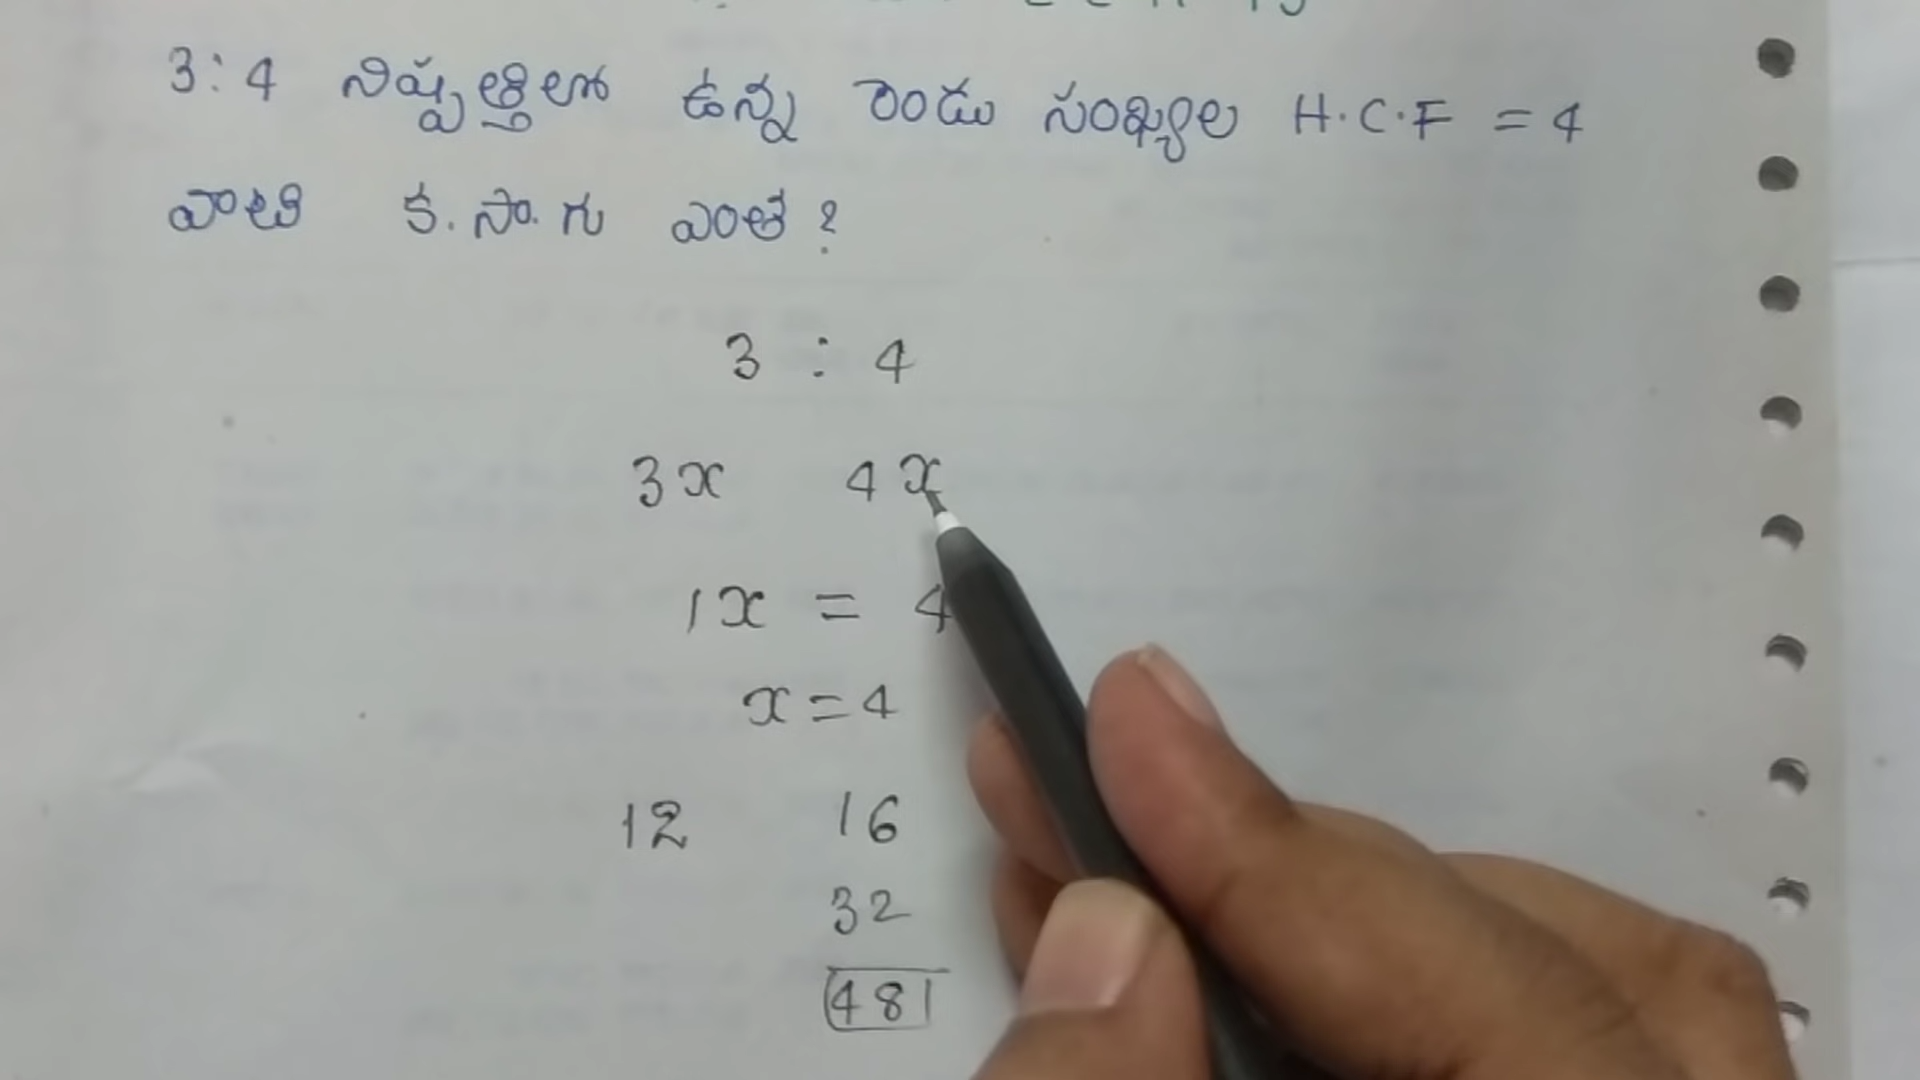 3:4 నిష్పత్తిలో ఉన్న రెండు సంఖ్యల H.C.F = 4
వాటి క.సా.గు ఎంత?
3 : 4
3x 4x
1x = 4
x = 4
12 16
32
48